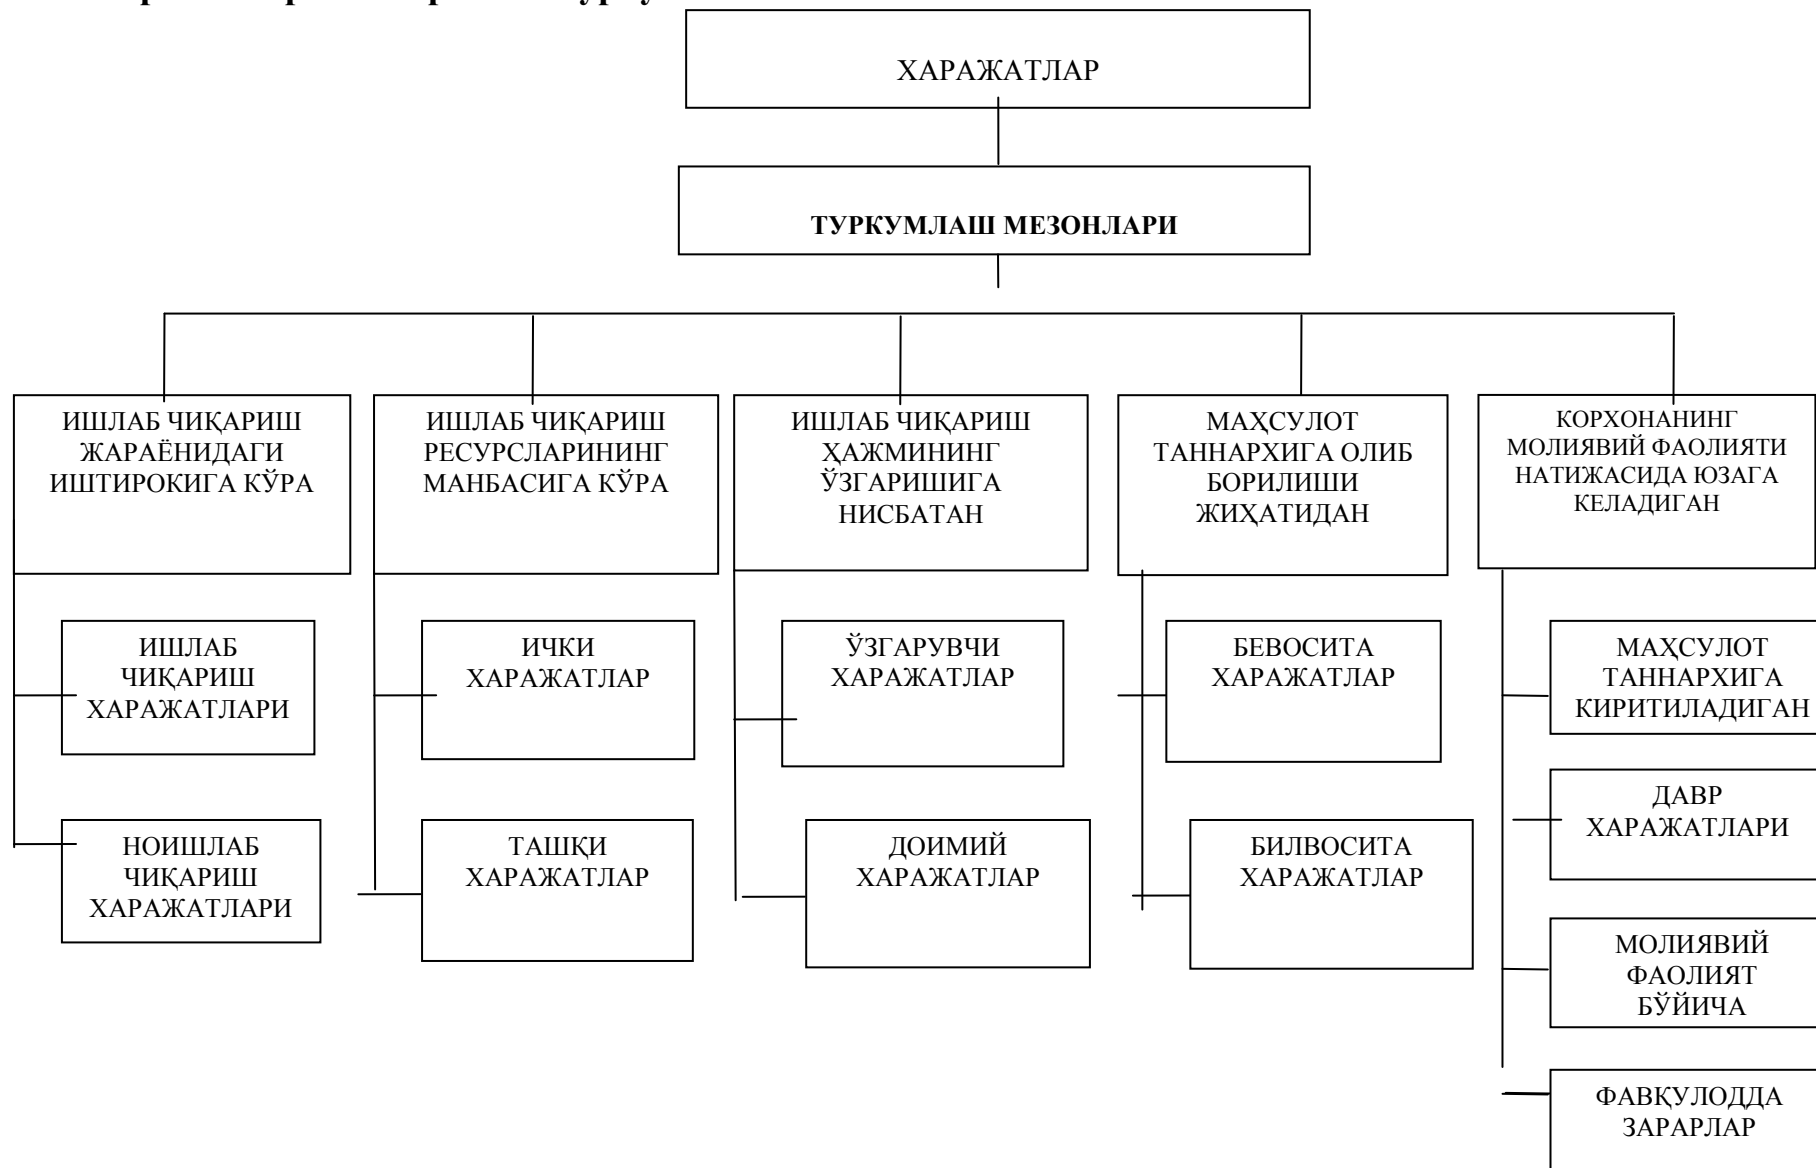 ХАРАЖАТЛАР
ТУРКУМЛАШ МЕЗОНЛАРИ
ИШЛАБ ЧИҚАРИШ
ЖАРАЁНИДАГИ
ИШТИРОКИГА КЎРА
ИШЛАБ ЧИҚАРИШ
РЕСУРСЛАРИНИНГ
МАНБАСИГА КЎРА
ИШЛАБ ЧИҚАРИШ
ҲАЖМИНИНГ
ЎЗГАРИШИГА
НИСБАТАН
МАҲСУЛОТ
ТАННАРХИГА ОЛИБ
БОРИЛИШИ
ЖИҲАТИДАН
КОРХОНАНИНГ
МОЛИЯВИЙ ФАОЛИЯТИ
НАТИЖАСИДА ЮЗАГА
КЕЛАДИГАН
ИШЛАБ
ЧИҚАРИШ
ХАРАЖАТЛАРИ
ИЧКИ
ХАРАЖАТЛАР
ЎЗГАРУВЧИ
ХАРАЖАТЛАР
БЕВОСИТА
ХАРАЖАТЛАР
МАҲСУЛОТ
ТАННАРХИГА
КИРИТИЛАДИГАН
НОИШЛАБ
ЧИҚАРИШ
ХАРАЖАТЛАРИ
ТАШҚИ
ХАРАЖАТЛАР
ДОИМИЙ
ХАРАЖАТЛАР
БИЛВОСИТА
ХАРАЖАТЛАР
ДАВР
ХАРАЖАТЛАРИ
МОЛИЯВИЙ
ФАОЛИЯТ
БЎЙИЧА
ФАВҚУЛОДДА
ЗАРАРЛАР